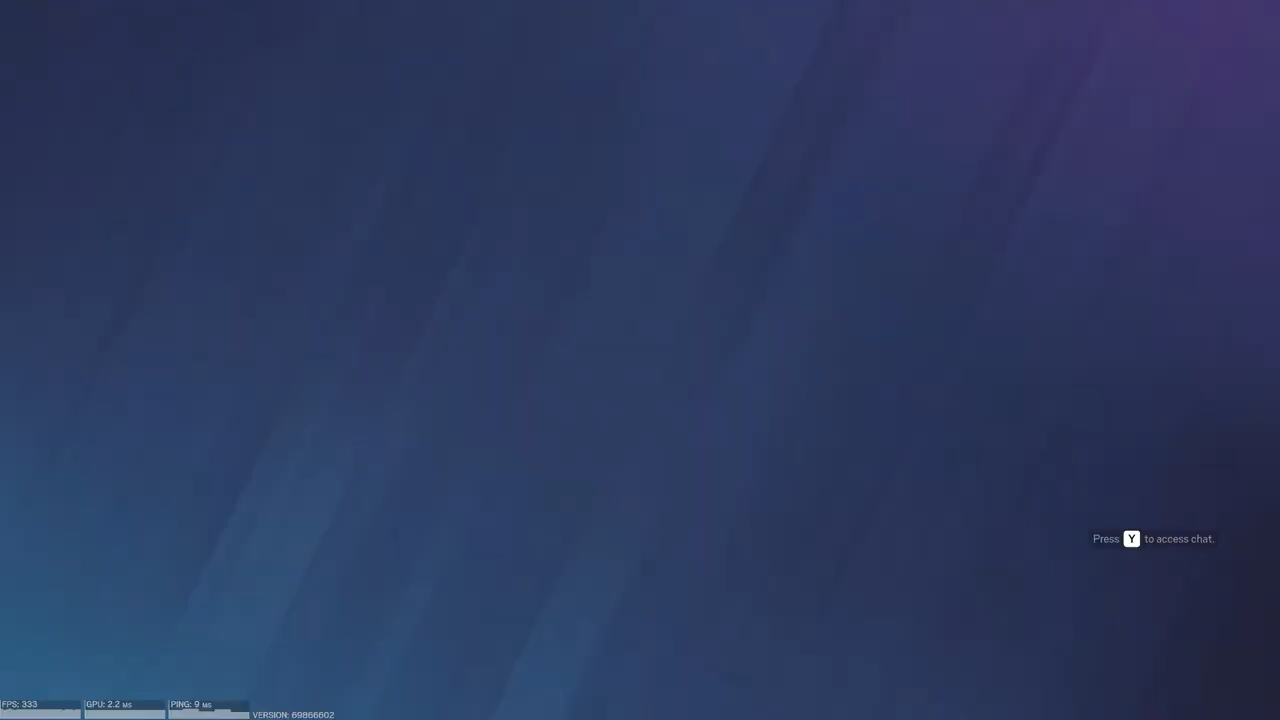 Press Y to access chat.
FPS: 333 GPU: 2.2 MS PING: 9 MS VERSION: 69866602